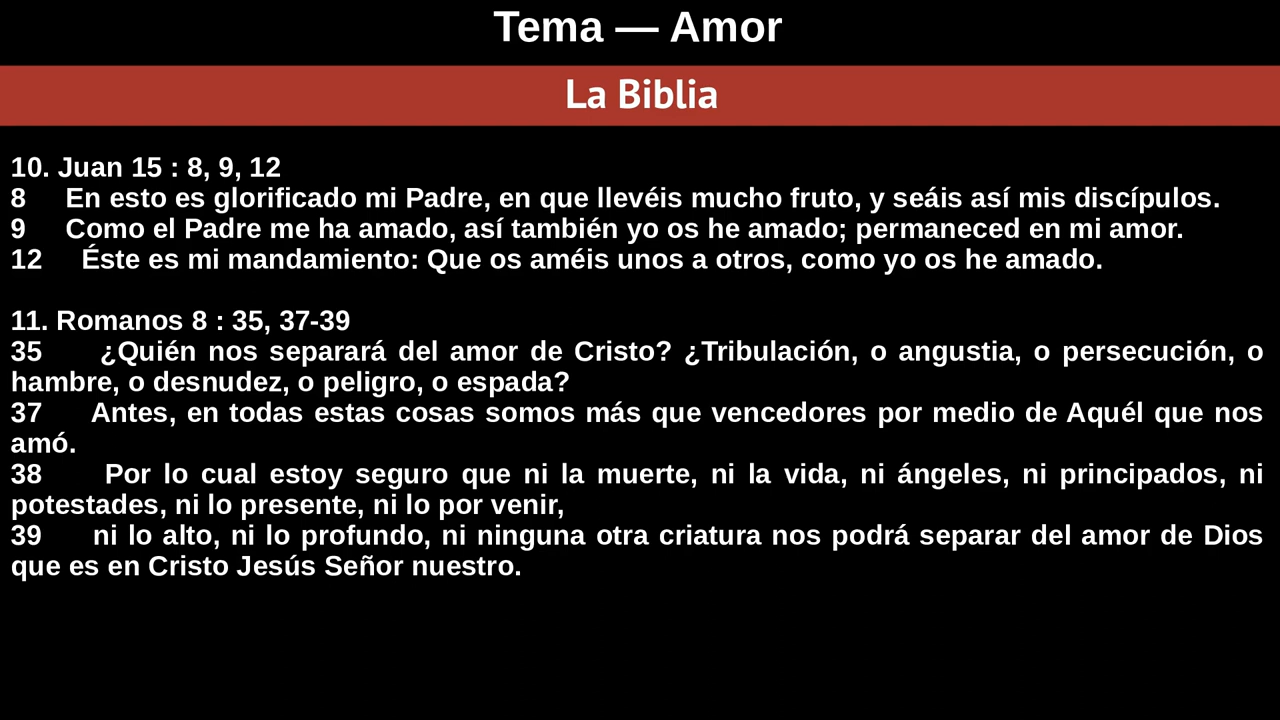 Tema — Amor
La Biblia
10. Juan 15 : 8, 9, 12
8 En esto es glorificado mi Padre, en que llevéis mucho fruto, y seáis así mis discípulos.
9 Como el Padre me ha amado, así también yo os he amado; permaneced en mi amor.
12 Éste es mi mandamiento: Que os améis unos a otros, como yo os he amado.
11. Romanos 8 : 35, 37-39
35 ¿Quién nos separará del amor de Cristo? ¿Tribulación, o angustia, o persecución, o
hambre, o desnudez, o peligro, o espada?
37 Antes, en todas estas cosas somos más que vencedores por medio de Aquél que nos
amó.
38 Por lo cual estoy seguro que ni la muerte, ni la vida, ni ángeles, ni principados, ni
potestades, ni lo presente, ni lo por venir,
39 ni lo alto, ni lo profundo, ni ninguna otra criatura nos podrá separar del amor de Dios
que es en Cristo Jesús Señor nuestro.